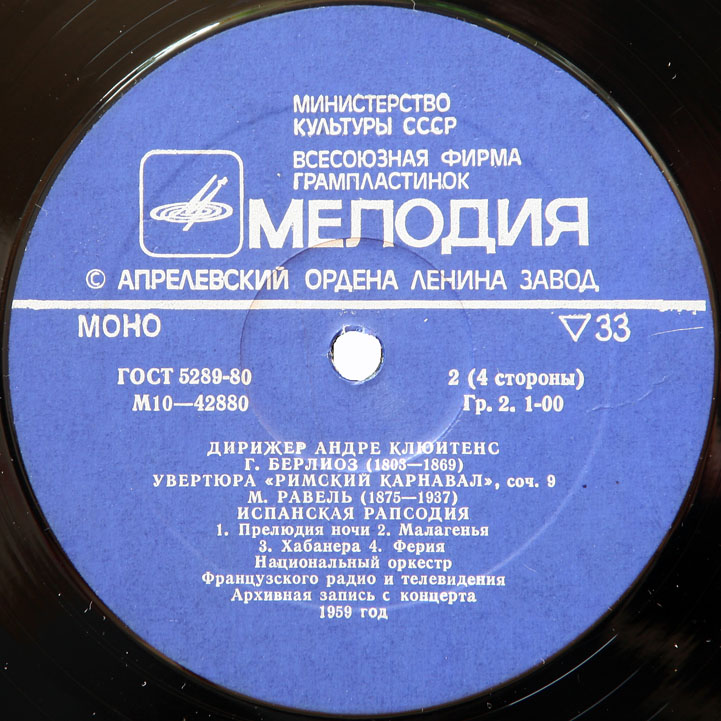 МИНИСТЕРСТВО
КУЛЬТУРЫ СССР
ВСЕСОЮЗНАЯ ФИРМА
ГРАМПЛАСТИНОК
МЕЛОДИЯ
© АПРЕЛЕВСКИЙ ОРДЕНА ЛЕНИНА ЗАВОД
МОНО ▽33
ГОСТ 5289-80 2 (4 стороны)
М10—42880 Гр. 2. 1-00
ДИРИЖЕР АНДРЕ КЛЮИТЕНС
Г. БЕРЛИОЗ (1803—1869)
УВЕРТЮРА «РИМСКИЙ КАРНАВАЛ», соч. 9
М. РАВЕЛЬ (1875—1937)
ИСПАНСКАЯ РАПСОДИЯ
1. Прелюдия ночи 2. Малагенья
3. Хабанера 4. Ферия
Национальный оркестр
Французского радио и телевидения
Архивная запись с концерта
1959 год